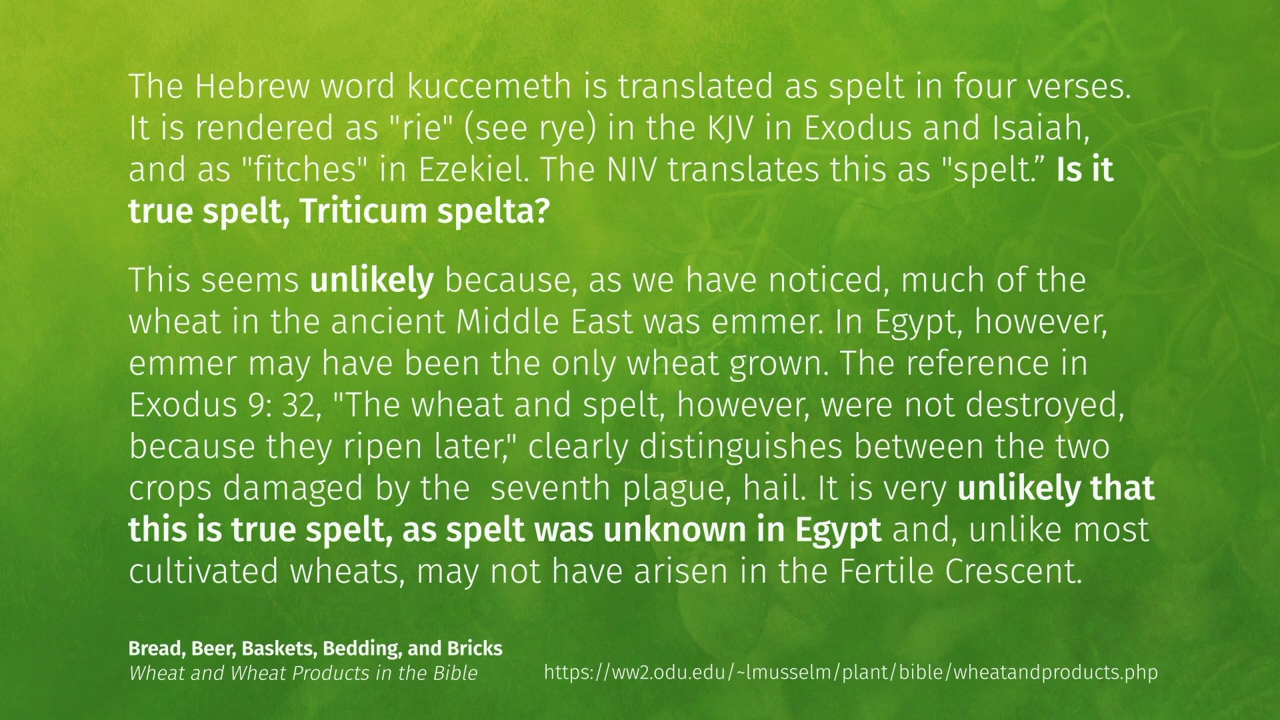 The Hebrew word kuccemeth is translated as spelt in four verses.
It is rendered as "rie" (see rye) in the KJV in Exodus and Isaiah,
and as "fitches" in Ezekiel. The NIV translates this as "spelt.” Is it
true spelt, Triticum spelta?
This seems unlikely because, as we have noticed, much of the
wheat in the ancient Middle East was emmer. In Egypt, however,
emmer may have been the only wheat grown. The reference in
Exodus 9: 32, "The wheat and spelt, however, were not destroyed,
because they ripen later," clearly distinguishes between the two
crops damaged by the  seventh plague, hail. It is very unlikely that
this is true spelt, as spelt was unknown in Egypt and, unlike most
cultivated wheats, may not have arisen in the Fertile Crescent.
Bread, Beer, Baskets, Bedding, and Bricks
Wheat and Wheat Products in the Bible
https://ww2.odu.edu/~lmusselm/plant/bible/wheatandproducts.php